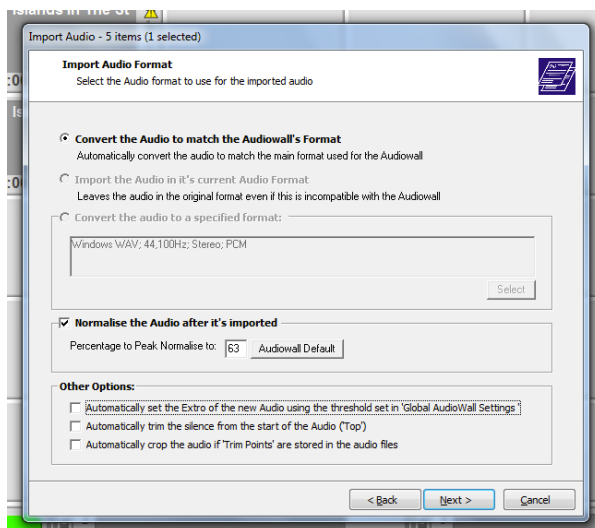 Islands in The St
Import Audio - 5 items (1 selected)
Import Audio Format
Select the Audio format to use for the imported audio
Convert the Audio to match the Audiowall's Format
Automatically convert the audio to match the main format used for the Audiowall
Import the Audio in it's current Audio Format
Leaves the audio in the original format even if this is incompatible with the Audiowall
Convert the audio to a specified format:
Windows WAV; 44,100Hz; Stereo; PCM
Select
Normalise the Audio after it's imported
Percentage to Peak Normalise to: 63 Audiowall Default
Other Options:
Automatically set the Extro of the new Audio using the threshold set in 'Global AudioWall Settings '
Automatically trim the silence from the start of the Audio ('Top')
Automatically crop the audio if 'Trim Points' are stored in the audio files
< Back Next > Cancel